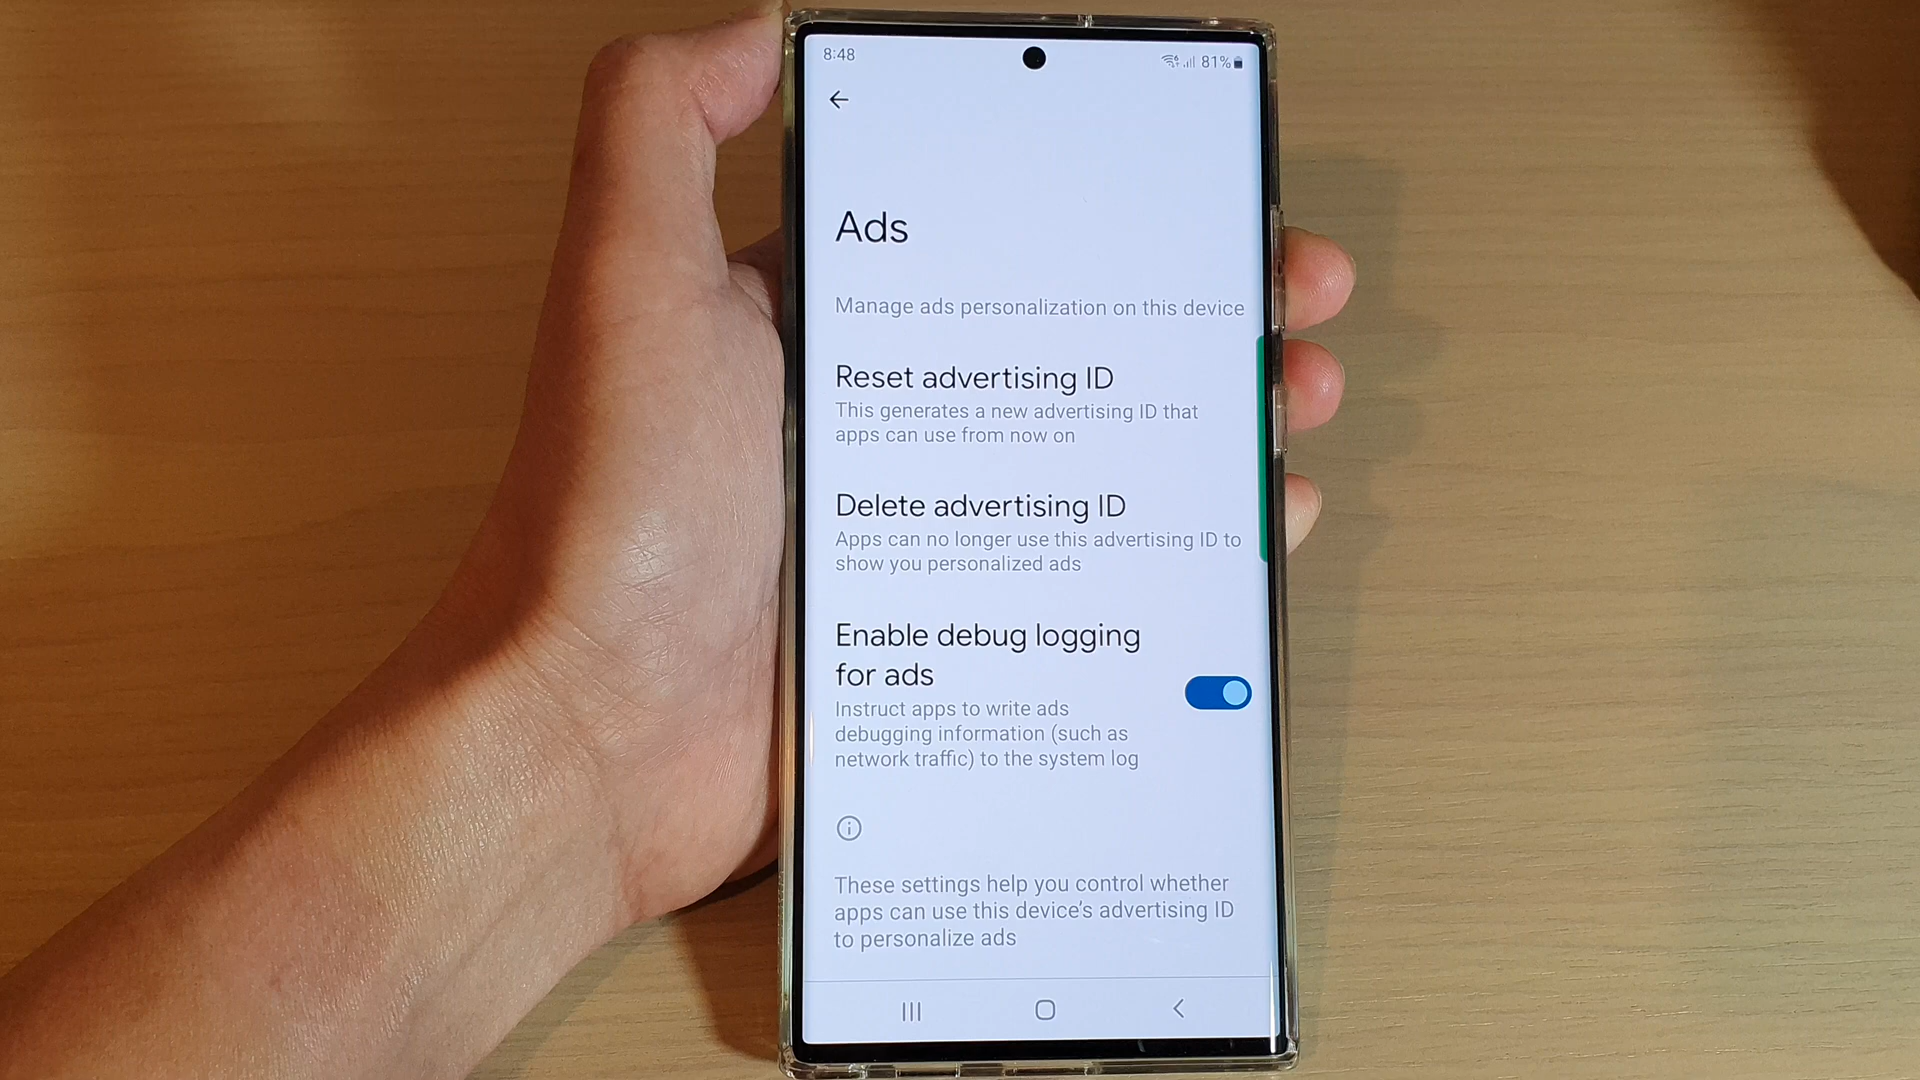 8:48
81%
Ads
Manage ads personalization on this device
Reset advertising ID
This generates a new advertising ID that
apps can use from now on
Delete advertising ID
Apps can no longer use this advertising ID to
show you personalized ads
Enable debug logging
for ads
Instruct apps to write ads
debugging information (such as
network traffic) to the system log
These settings help you control whether
apps can use this device's advertising ID
to personalize ads